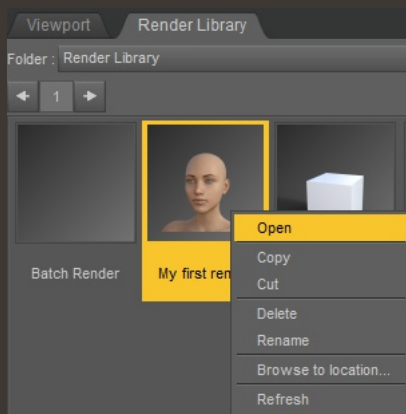 Viewport
Render Library
Folder : Render Library
1
Batch Render
My first
Open
Copy
Cut
Delete
Rename
Browse to location...
Refresh